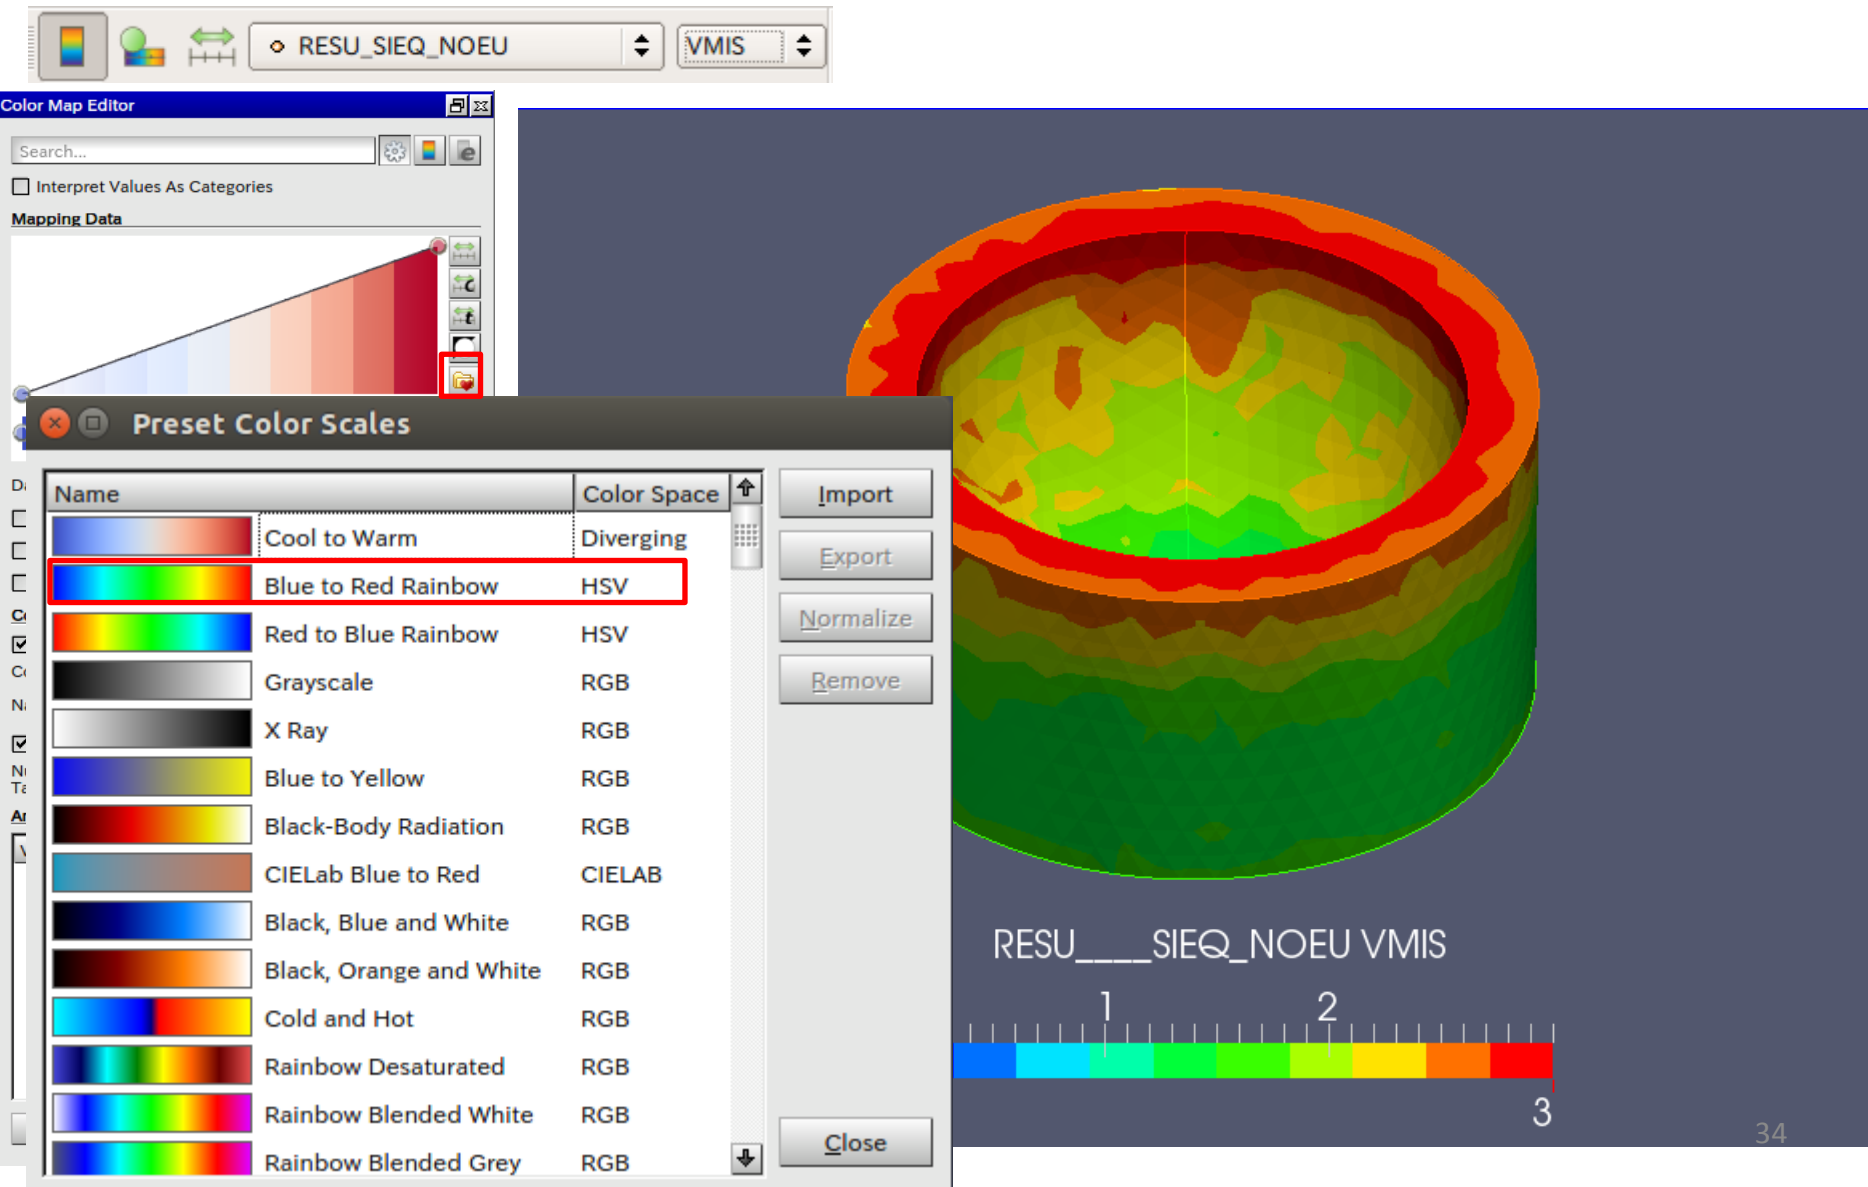 RESU_SIEQ_NOEU VMIS
Color Map Editor
Search...
Interpret Values As Categories
Mapping Data
Preset Color Scales
Name Color Space
Cool to Warm Diverging
Blue to Red Rainbow HSV
Red to Blue Rainbow HSV
Grayscale RGB
X Ray RGB
Blue to Yellow RGB
Black-Body Radiation RGB
CIELab Blue to Red CIELAB
Black, Blue and White RGB
Black, Orange and White RGB
Cold and Hot RGB
Rainbow Desaturated RGB
Rainbow Blended White RGB
Rainbow Blended Grey RGB
Import
Export
Normalize
Remove
Close
RESU____SIEQ_NOEU VMIS
1 2
3
34